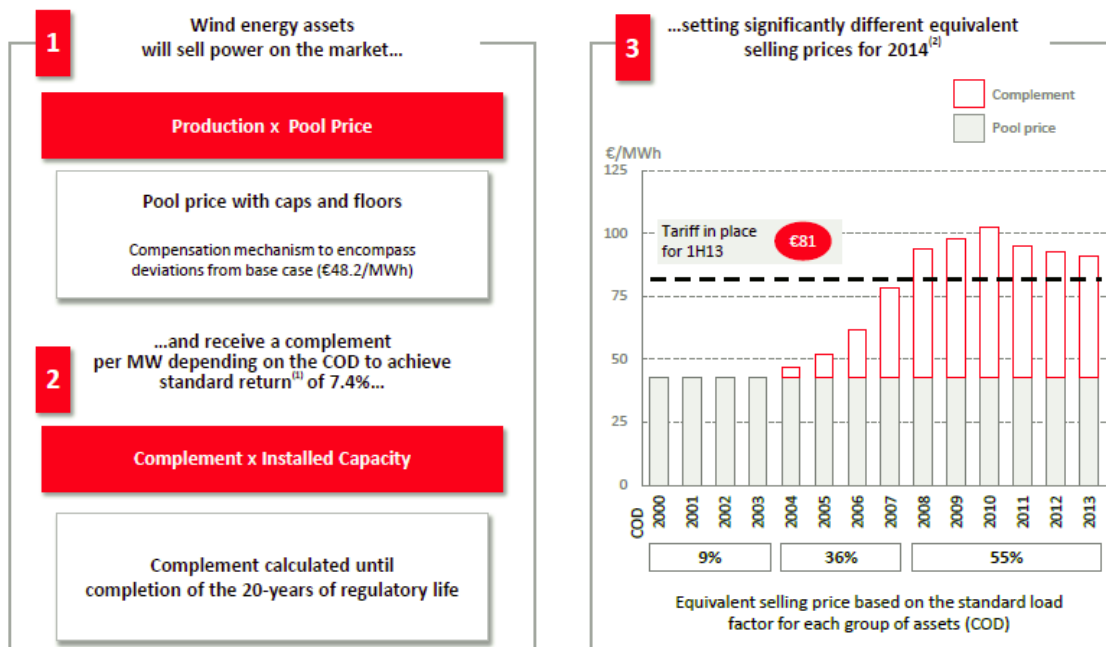 1
Wind energy assets
will sell power on the market...
Production x Pool Price
Pool price with caps and floors
Compensation mechanism to encompass
deviations from base case (€48.2/MWh)
...and receive a complement
per MW depending on the COD to achieve
standard return(1) of 7.4%...
2
Complement x Installed Capacity
Complement calculated until
completion of the 20-years of regulatory life
3
...setting significantly different equivalent
selling prices for 2014(2)
Complement
Pool price
€/MWh
125
100
75
50
25
0
Tariff in place
for 1H13
€81
COD
2000
2001
2002
2003
2004
2005
2006
2007
2008
2009
2010
2011
2012
2013
9%
36%
55%
Equivalent selling price based on the standard load
factor for each group of assets (COD)